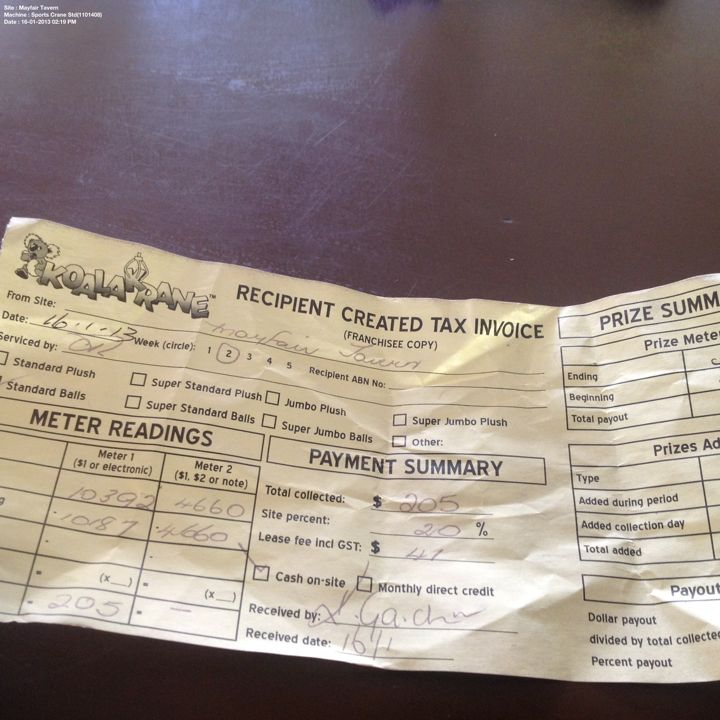 Site : Mayfair Tavern
Machine : Sports Crane Std(1101408)
Date : 16-01-2013 02:19 PM
KOALA KRANE™
RECIPIENT CREATED TAX INVOICE
(FRANCHISEE COPY)
From Site: Mayfair Tavern
Date: 16.1.13 Week (circle): 1 2 3 4 5 Recipient ABN No:
Serviced by:
Standard Plush Super Standard Plush Jumbo Plush Super Jumbo Plush
Standard Balls Super Standard Balls Super Jumbo Balls Other:
METER READINGS
Meter 1 Meter 2
($1 or electronic) ($1, $2 or note)
10392 4660
10187 4660
- -
= (x__) = (x__)
= 205 -
PAYMENT SUMMARY
Total collected: $ 205
Site percent: 20 %
Lease fee incl GST: $ 41
Cash on-site Monthly direct credit
Received by:
Received date: 16/1
PRIZE SUMM
Prize Mete
Ending
Beginning
Total payout
Prizes Ad
Type
Added during period
Added collection day
Total added
Payout
Dollar payout
divided by total collecte
Percent payout